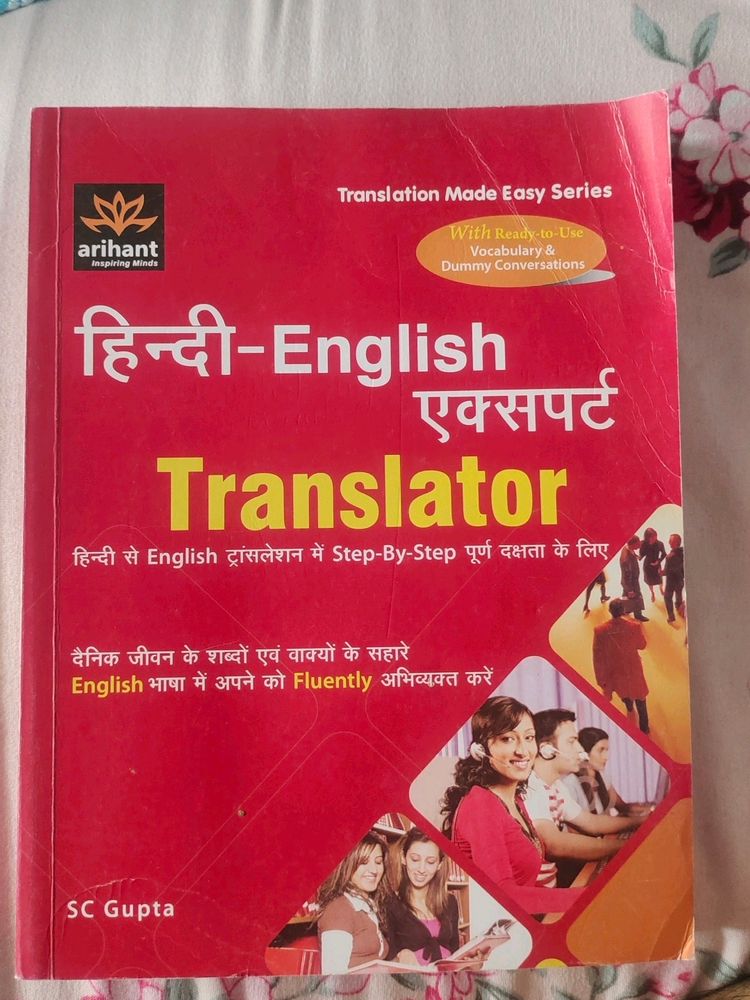 Translation Made Easy Series
arihant
Inspiring Minds
With Ready-to-Use
Vocabulary &
Dummy Conversations
हिन्दी-English
एक्सपर्ट
Translator
हिन्दी से English ट्रांसलेशन में Step-By-Step पूर्ण दक्षता के लिए
दैनिक जीवन के शब्दों एवं वाक्यों के सहारे
English भाषा में अपने को Fluently अभिव्यक्त करें
SC Gupta